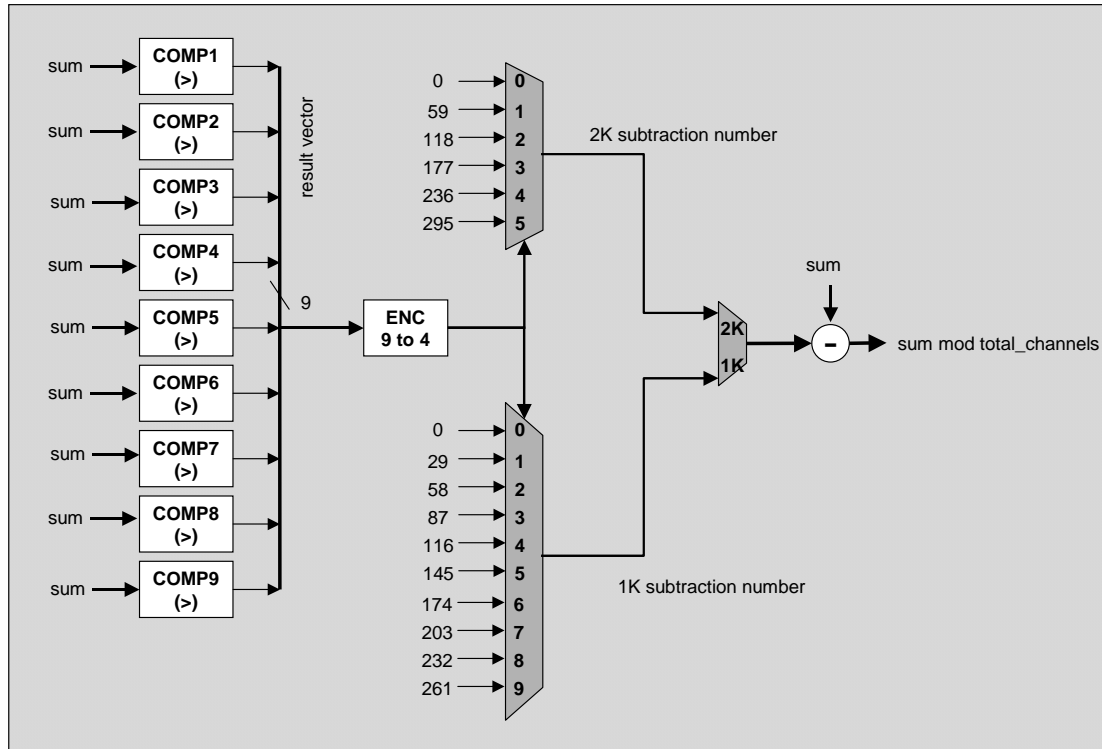 sum
COMP1
(>)
sum
COMP2
(>)
sum
COMP3
(>)
sum
COMP4
(>)
sum
COMP5
(>)
sum
COMP6
(>)
sum
COMP7
(>)
sum
COMP8
(>)
sum
COMP9
(>)
result vector
9
ENC
9 to 4
0 0
59 1
118 2
177 3
236 4
295 5
2K subtraction number
0 0
29 1
58 2
87 3
116 4
145 5
174 6
203 7
232 8
261 9
1K subtraction number
2K
1K
sum
-
sum mod total_channels